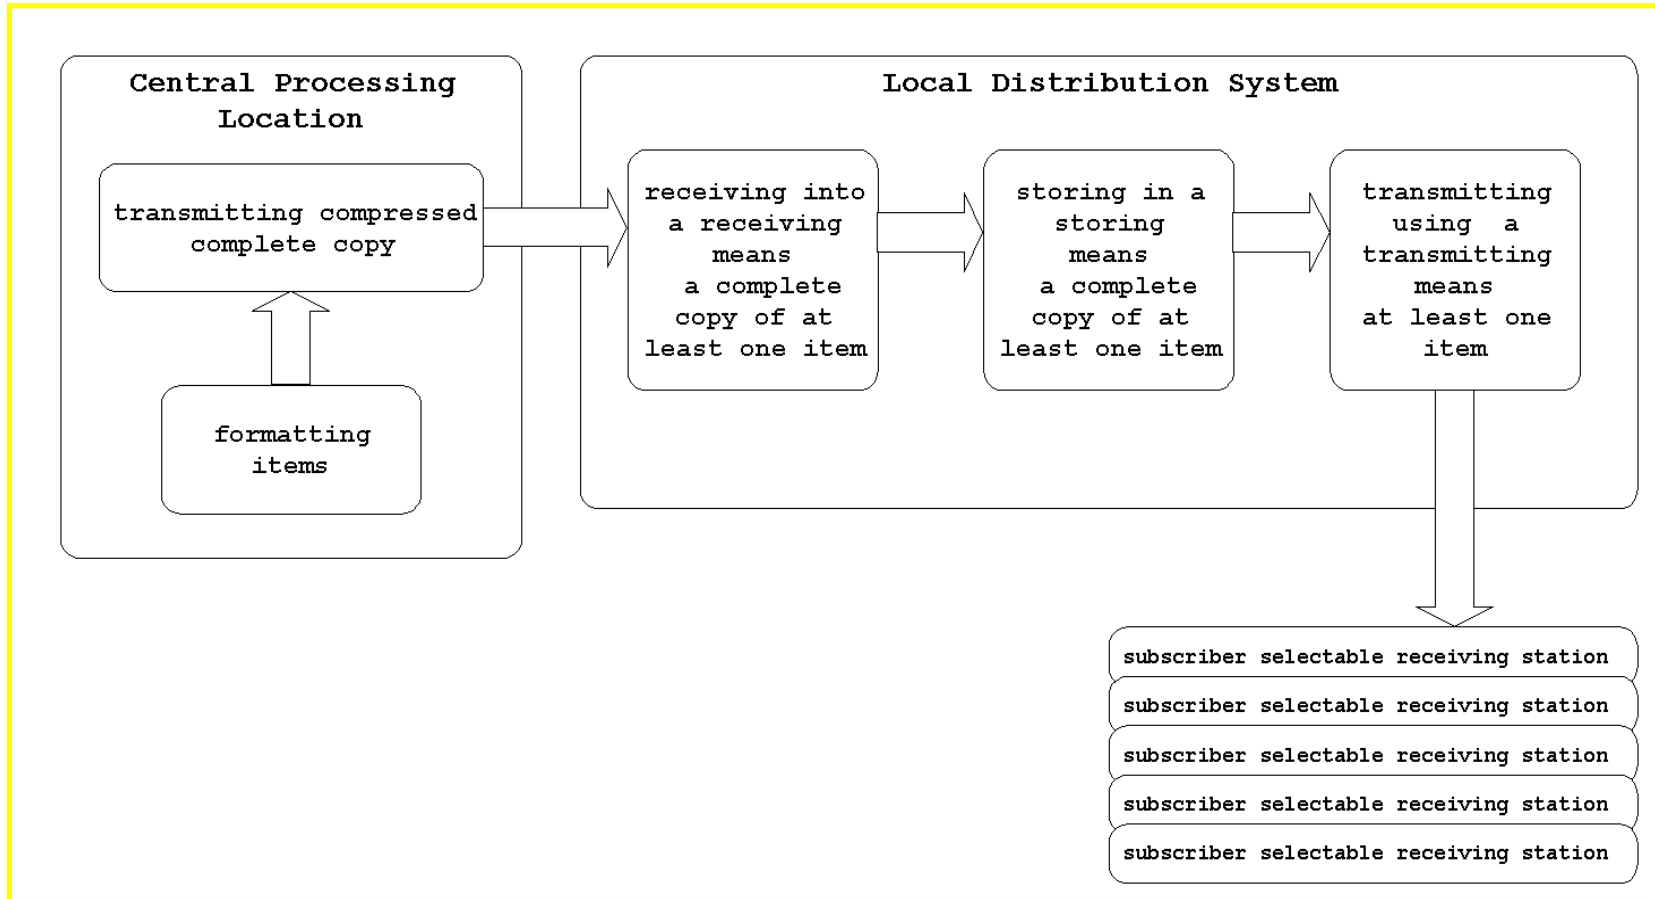 Central Processing
Location
transmitting compressed
complete copy
formatting
items
Local Distribution System
receiving into
a receiving
means
a complete
copy of at
least one item
storing in a
storing
means
a complete
copy of at
least one item
transmitting
using a
transmitting
means
at least one
item
subscriber selectable receiving station
subscriber selectable receiving station
subscriber selectable receiving station
subscriber selectable receiving station
subscriber selectable receiving station